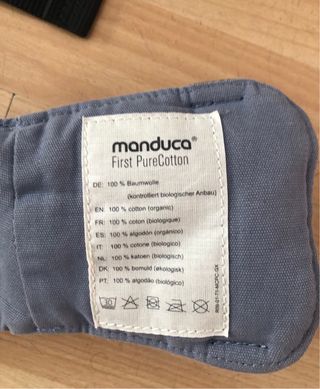 manduca®
First PureCotton
DE: 100 % Baumwolle
(kontrolliert biologischer Anbau)
EN: 100 % cotton (organic)
FR: 100 % coton (biologique)
ES: 100 % algodón (orgánico)
IT: 100 % cotone (biologico)
NL: 100 % katoen (biologisch)
DK: 100 % bomuld (økologisk)
PT: 100 % algodão (biológico)
30